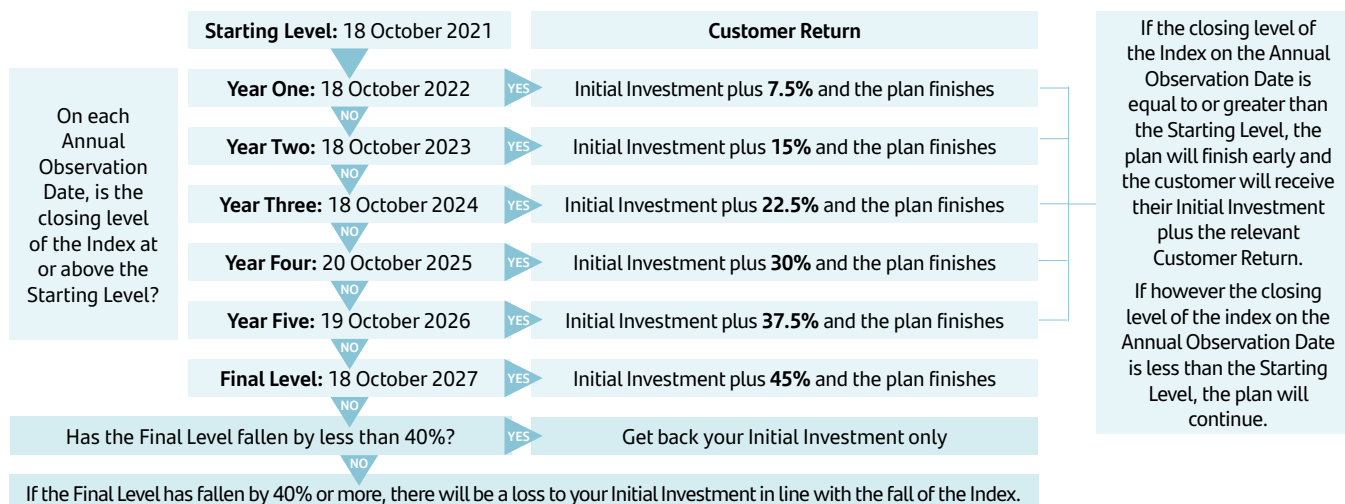 Starting Level: 18 October 2021
Customer Return
On each
Annual
Observation
Date, is the
closing level
of the Index at
or above the
Starting Level?
Year One: 18 October 2022
YES
Initial Investment plus 7.5% and the plan finishes
NO
Year Two: 18 October 2023
YES
Initial Investment plus 15% and the plan finishes
NO
Year Three: 18 October 2024
YES
Initial Investment plus 22.5% and the plan finishes
NO
Year Four: 20 October 2025
YES
Initial Investment plus 30% and the plan finishes
NO
Year Five: 19 October 2026
YES
Initial Investment plus 37.5% and the plan finishes
NO
Final Level: 18 October 2027
YES
Initial Investment plus 45% and the plan finishes
NO
Has the Final Level fallen by less than 40%?
YES
Get back your Initial Investment only
NO
If the Final Level has fallen by 40% or more, there will be a loss to your Initial Investment in line with the fall of the Index.
If the closing level of
the Index on the Annual
Observation Date is
equal to or greater than
the Starting Level, the
plan will finish early and
the customer will receive
their Initial Investment
plus the relevant
Customer Return.
If however the closing
level of the index on the
Annual Observation Date
is less than the Starting
Level, the plan will
continue.